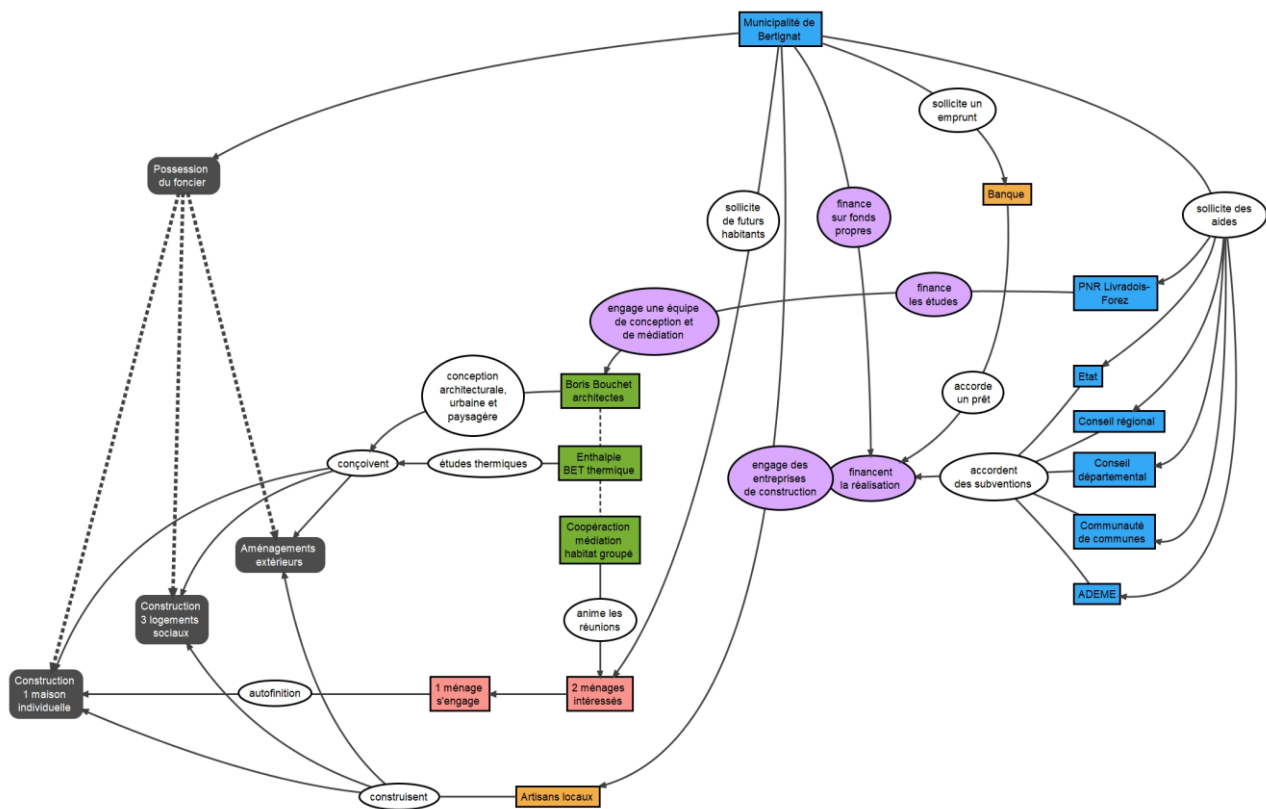 Municipalité de
Bertignat
sollicite un
emprunt
Possession
du foncier
sollicite
de futurs
habitants
finance
sur fonds
propres
Banque
sollicite des
aides
engage une équipe
de conception et
de médiation
finance
les études
PNR Livradois-
Forez
conception
architecturale,
urbaine et
paysagère
Boris Bouchet
architectes
accorde
un prêt
Etat
Conseil régional
conçoivent
études thermiques
Enthalpie
BET thermique
engage des
entreprises
de construction
financent
la réalisation
accordent
des subventions
Conseil
départemental
Aménagements
extérieurs
Coopéraction
médiation
habitat groupé
Communauté
de communes
Construction
3 logements
sociaux
anime les
réunions
ADEME
Construction
1 maison
individuelle
autofinition
1 ménage
s'engage
2 ménages
intéressés
construisent
Artisans locaux